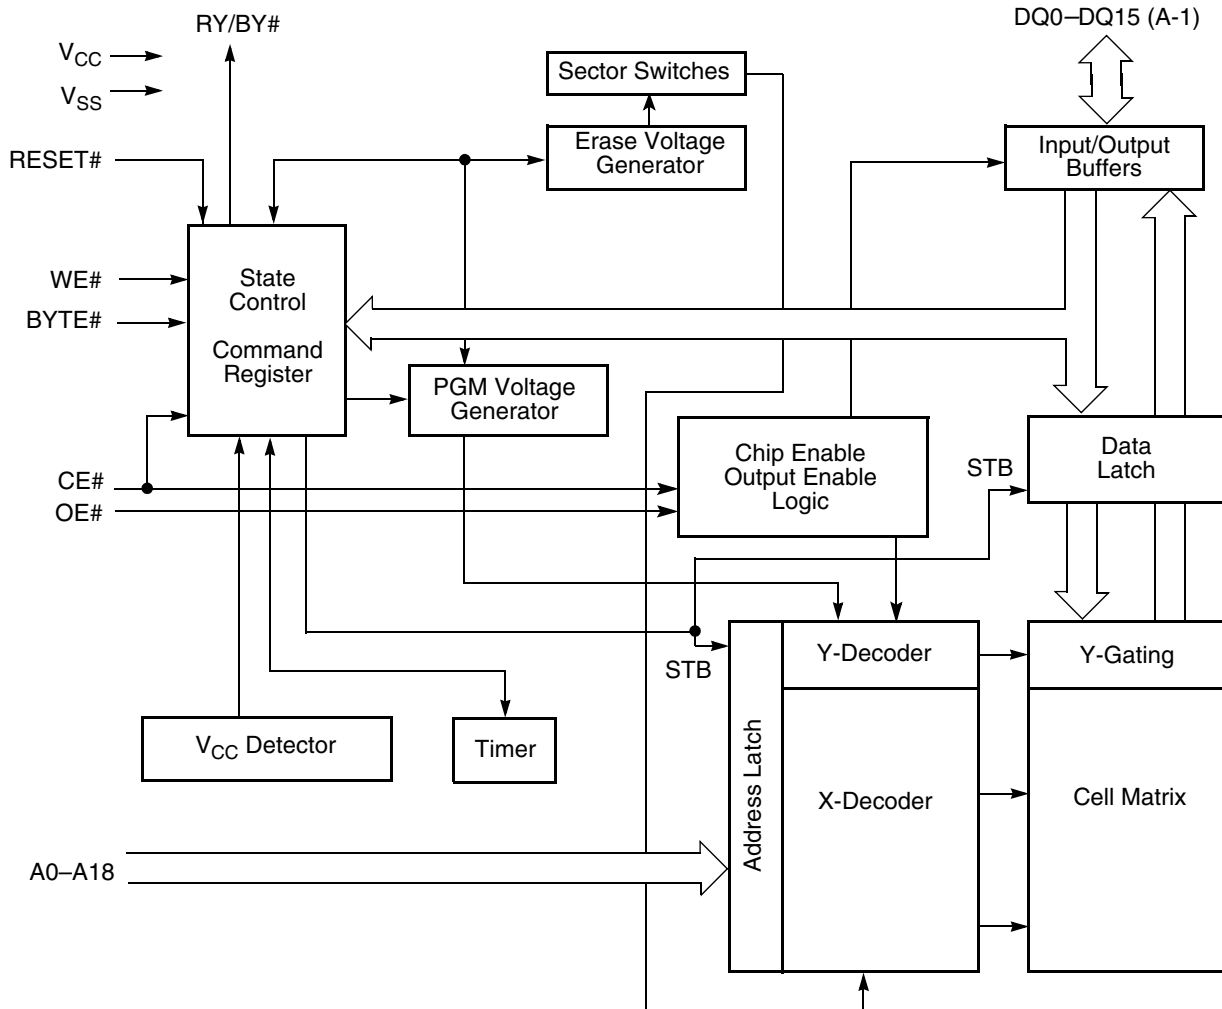 RY/BY#
DQ0–DQ15 (A-1)
VCC
VSS
Sector Switches
RESET#
Erase Voltage
Generator
Input/Output
Buffers
WE#
BYTE#
State
Control
Command
Register
PGM Voltage
Generator
CE#
OE#
Chip Enable
Output Enable
Logic
STB
Data
Latch
STB
Y-Decoder
Y-Gating
VCC Detector
Timer
Address Latch
X-Decoder
Cell Matrix
A0–A18